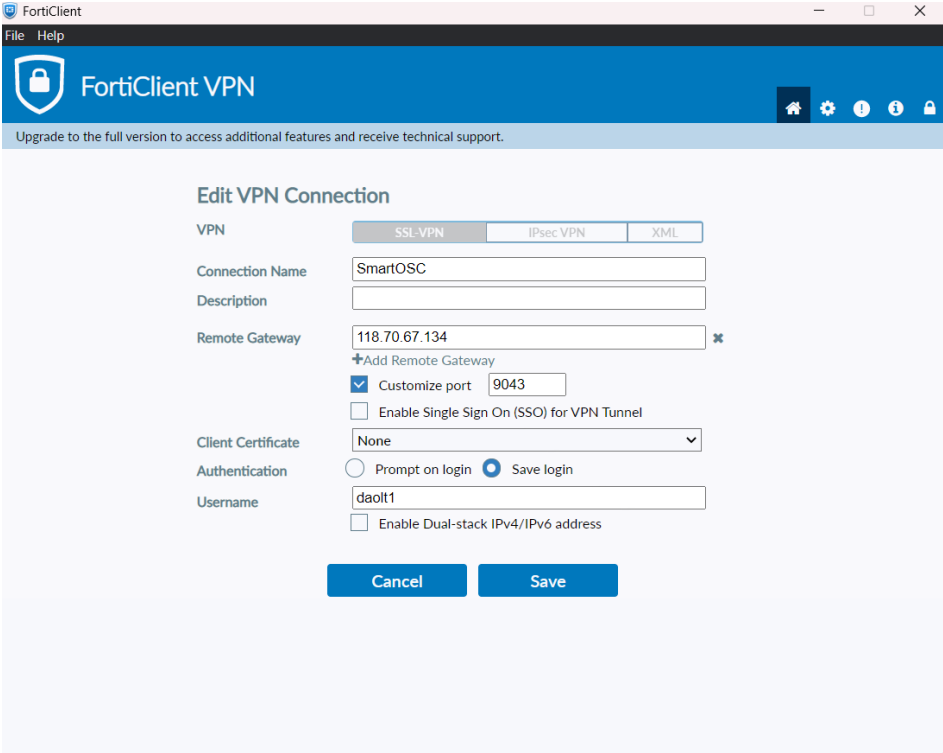 FortiClient
File Help
FortiClient VPN
Upgrade to the full version to access additional features and receive technical support.
Edit VPN Connection
VPN SSL-VPN IPsec VPN XML
Connection Name SmartOSC
Description
Remote Gateway 118.70.67.134
+Add Remote Gateway
Customize port 9043
Enable Single Sign On (SSO) for VPN Tunnel
Client Certificate None
Authentication Prompt on login Save login
Username daolt1
Enable Dual-stack IPv4/IPv6 address
Cancel Save